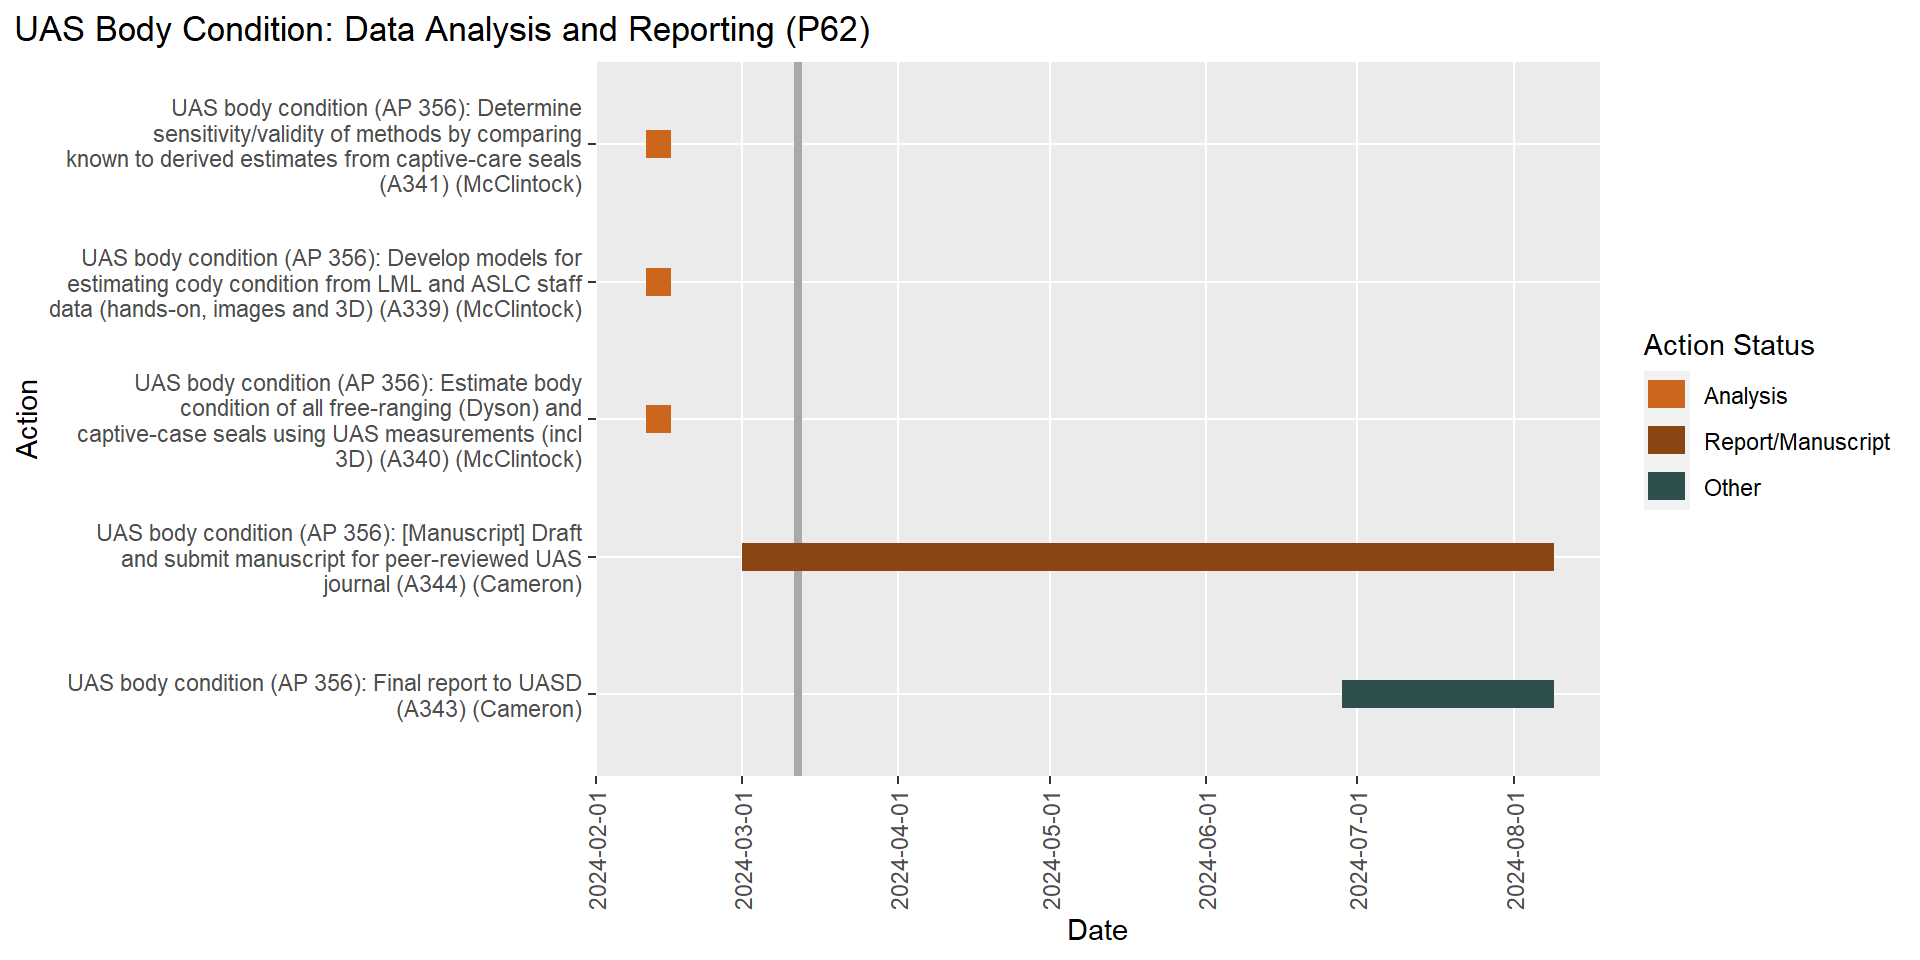 UAS Body Condition: Data Analysis and Reporting (P62)
UAS body condition (AP 356): Determine
sensitivity/validity of methods by comparing
known to derived estimates from captive-care seals
(A341) (McClintock)
UAS body condition (AP 356): Develop models for
estimating cody condition from LML and ASLC staff
data (hands-on, images and 3D) (A339) (McClintock)
UAS body condition (AP 356): Estimate body
condition of all free-ranging (Dyson) and
captive-case seals using UAS measurements (incl
3D) (A340) (McClintock)
UAS body condition (AP 356): [Manuscript] Draft
and submit manuscript for peer-reviewed UAS
journal (A344) (Cameron)
UAS body condition (AP 356): Final report to UASD
(A343) (Cameron)
Action
2024-02-01
2024-03-01
2024-04-01
2024-05-01
2024-06-01
2024-07-01
2024-08-01
Date
Action Status
Analysis
Report/Manuscript
Other